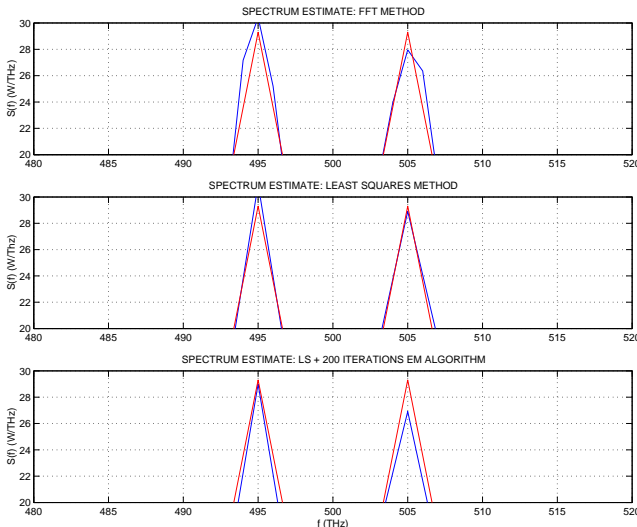 SPECTRUM ESTIMATE: FFT METHOD
30
28
26
24
22
20
S(f) (W/THz)
480 485 490 495 500 505 510 515 520
SPECTRUM ESTIMATE: LEAST SQUARES METHOD
30
28
26
24
22
20
S(f) (W/Thz)
480 485 490 495 500 505 510 515 520
SPECTRUM ESTIMATE: LS + 200 ITERATIONS EM ALGORITHM
30
28
26
24
22
20
S(f) (W/THz)
480 485 490 495 500 505 510 515 520
f (THz)